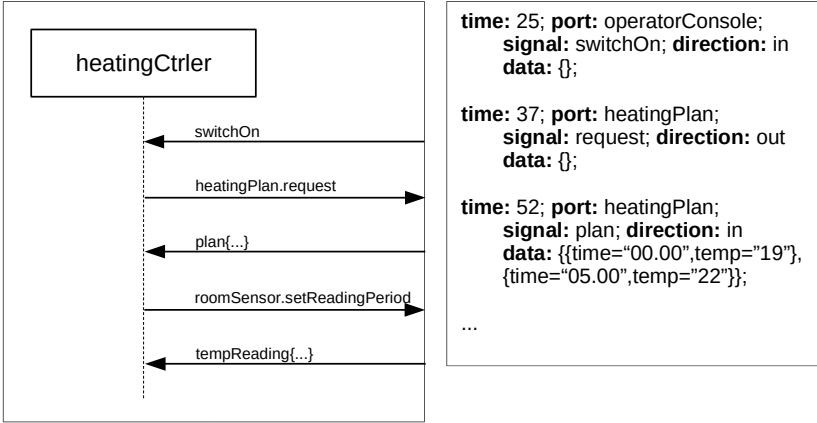 heatingCtrler
switchOn
heatingPlan.request
plan{...}
roomSensor.setReadingPeriod
tempReading{...}
time: 25; port: operatorConsole;
signal: switchOn; direction: in
data: {};
time: 37; port: heatingPlan;
signal: request; direction: out
data: {};
time: 52; port: heatingPlan;
signal: plan; direction: in
data: {{time=“00.00”,temp=”19”},
{time=“05.00”,temp=”22”}};
...